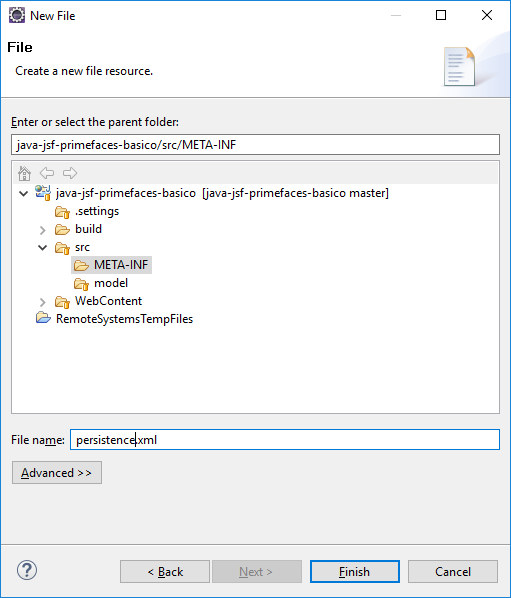 New File
File
Create a new file resource.
Enter or select the parent folder:
java-jsf-primefaces-basico/src/META-INF
java-jsf-primefaces-basico [java-jsf-primefaces-basico master]
.settings
build
src
META-INF
model
WebContent
RemoteSystemsTempFiles
File name: persistence.xml
Advanced >>
? < Back Next > Finish Cancel